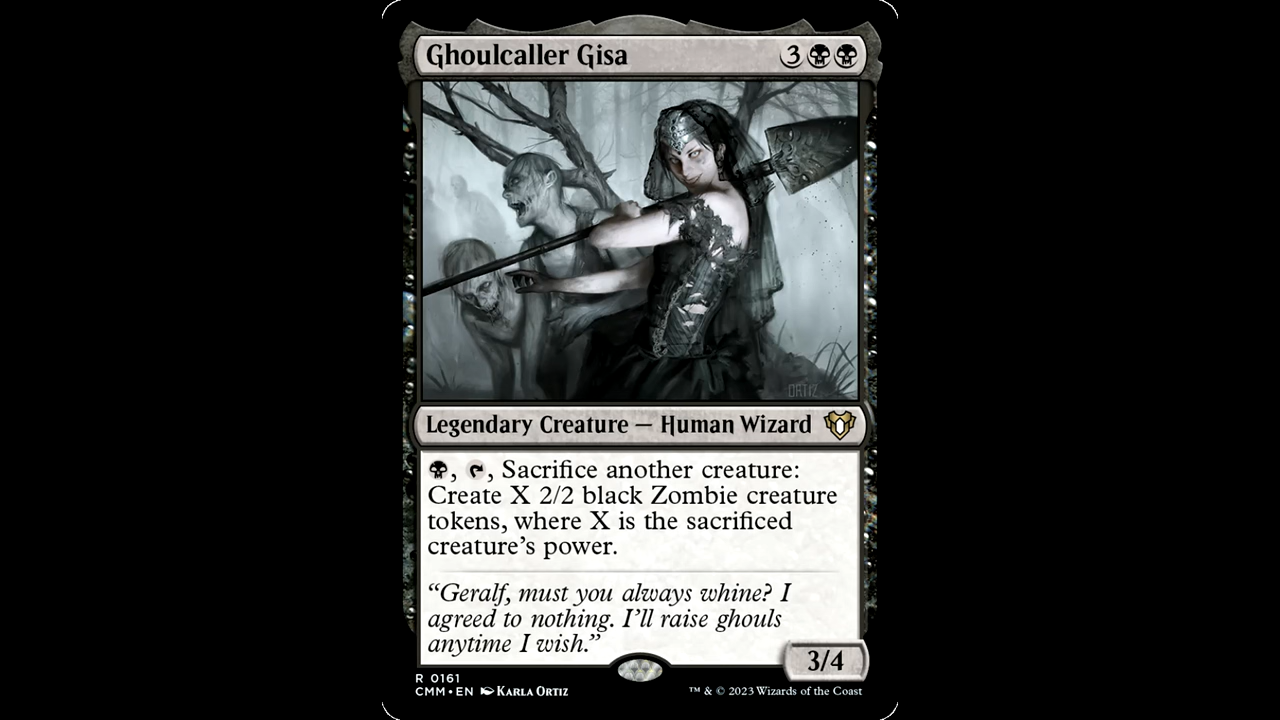 Ghoulcaller Gisa 3
ORTIZ
Legendary Creature — Human Wizard
, , Sacrifice another creature:
Create X 2/2 black Zombie creature
tokens, where X is the sacrificed
creature's power.
“Geralf, must you always whine? I
agreed to nothing. I'll raise ghouls
anytime I wish.”
3/4
R 0161
CMM • EN KARLA ORTIZ
™ & © 2023 Wizards of the Coast